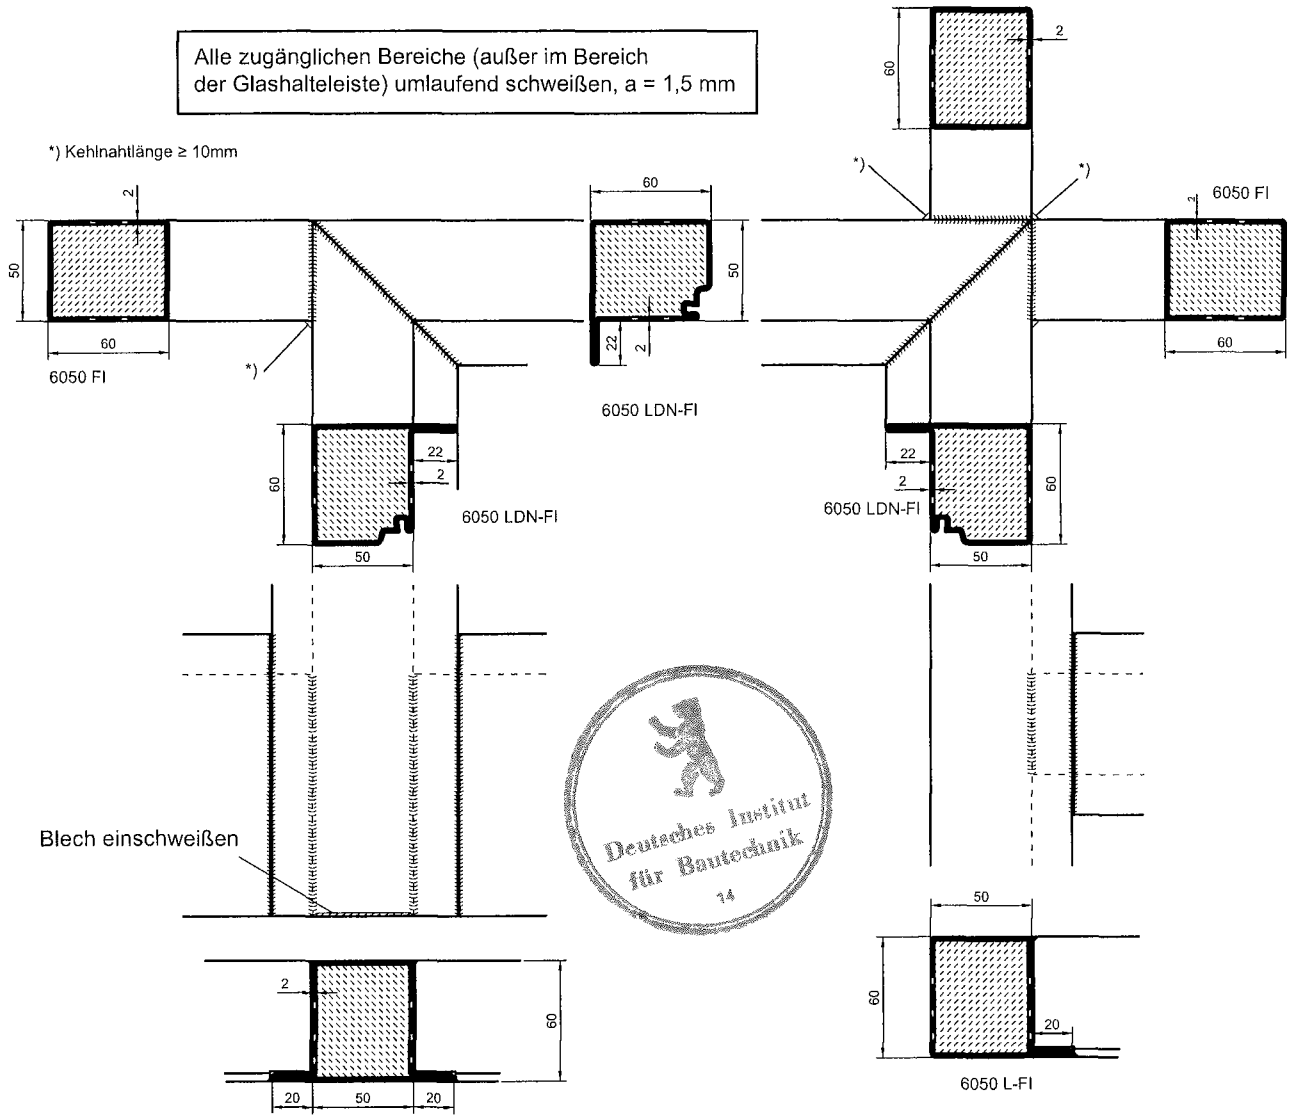 Alle zugänglichen Bereiche (außer im Bereich
der Glashalteleiste) umlaufend schweißen, a = 1,5 mm
*) Kehlnahtlänge ≥ 10mm
60
2
*)
*)
6050 FI
2
60
2
50
60
6050 FI
*)
60
50
22
2
6050 LDN-FI
60
22
2
6050 LDN-FI
50
22
2
60
6050 LDN-FI
50
Blech einschweißen
Deutsches Institut
für Bautechnik
14
2
60
20
50
20
50
60
20
6050 L-FI